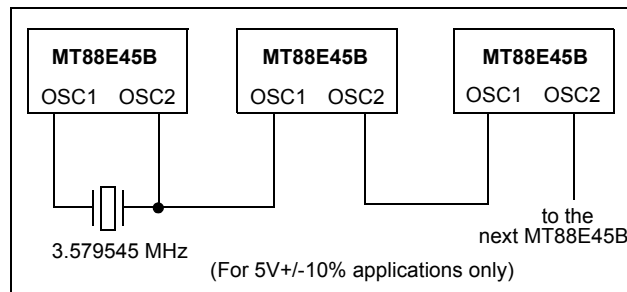 MT88E45B
OSC1 OSC2
MT88E45B
OSC1 OSC2
MT88E45B
OSC1 OSC2
3.579545 MHz
to the
next MT88E45B
(For 5V+/-10% applications only)